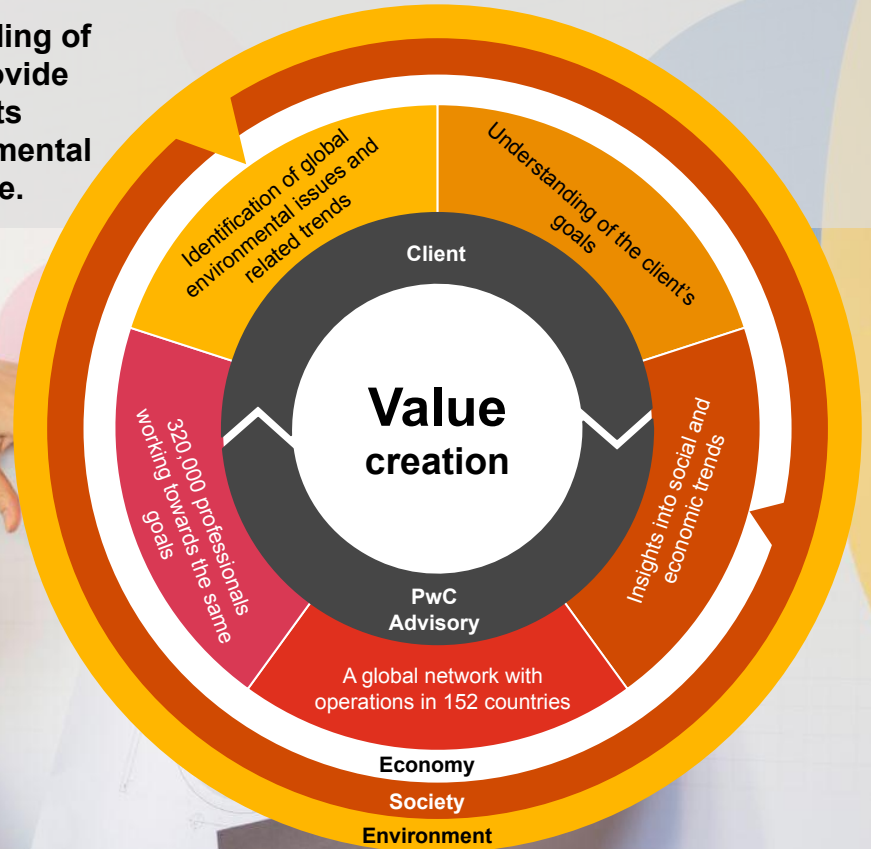 ling of
ovide
ts
mental
e.
Identification of global
environmental issues and
related trends
Understanding of the client's
goals
Client
Value
creation
320,000 professionals
working towards the same
goals
Insights into social and
economic trends
PwC
Advisory
A global network with
operations in 152 countries
Economy
Society
Environment